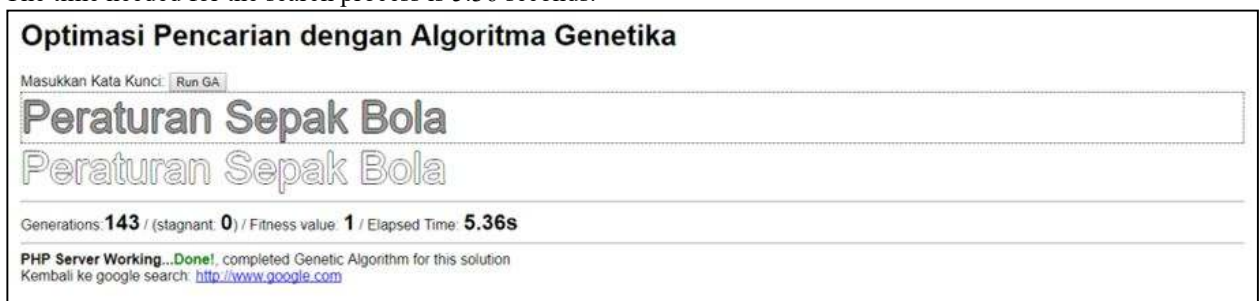 The time needed for the search process is 5.36 seconds.
Optimasi Pencarian dengan Algoritma Genetika
Masukkan Kata Kunci: Run GA
Peraturan Sepak Bola
Peraturan Sepak Bola
Generations:143 / (stagnant: 0) / Fitness value: 1 / Elapsed Time: 5.36s
PHP Server Working...Done!, completed Genetic Algorithm for this solution
Kembali ke google search: http://www.google.com